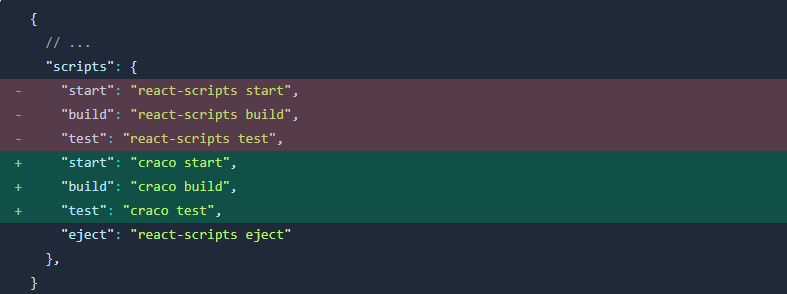 {
// ...
"scripts": {
- "start": "react-scripts start",
- "build": "react-scripts build",
- "test": "react-scripts test",
+ "start": "craco start",
+ "build": "craco build",
+ "test": "craco test",
"eject": "react-scripts eject"
},
}